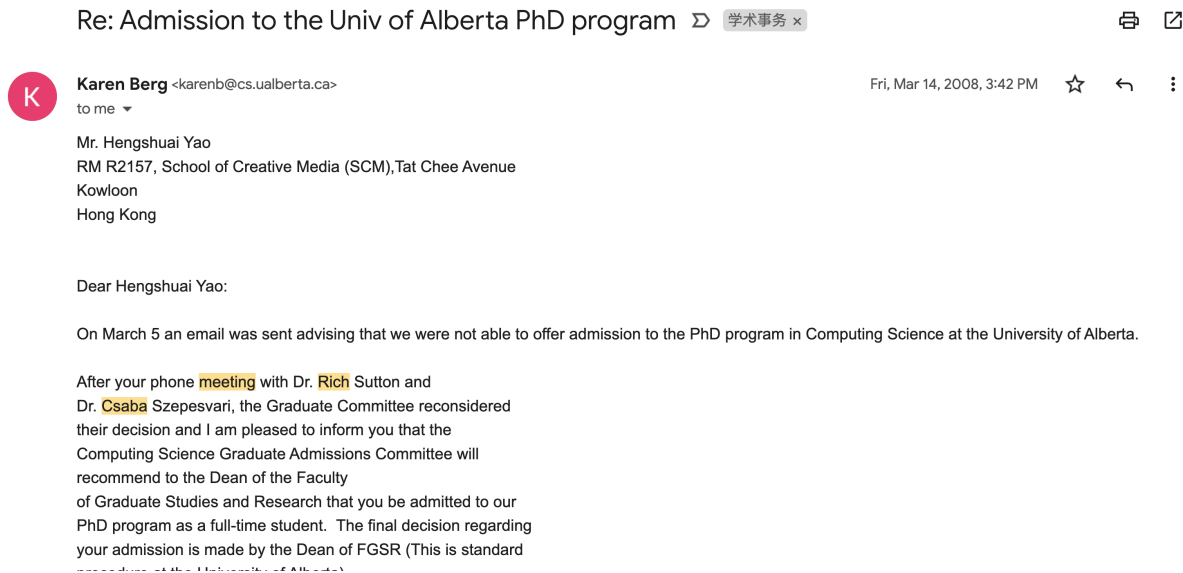 Re: Admission to the Univ of Alberta PhD program 学术事务 ×
K
Karen Berg <karenb@cs.ualberta.ca> Fri, Mar 14, 2008, 3:42 PM
to me
Mr. Hengshuai Yao
RM R2157, School of Creative Media (SCM),Tat Chee Avenue
Kowloon
Hong Kong
Dear Hengshuai Yao:
On March 5 an email was sent advising that we were not able to offer admission to the PhD program in Computing Science at the University of Alberta.
After your phone meeting with Dr. Rich Sutton and
Dr. Csaba Szepesvari, the Graduate Committee reconsidered
their decision and I am pleased to inform you that the
Computing Science Graduate Admissions Committee will
recommend to the Dean of the Faculty
of Graduate Studies and Research that you be admitted to our
PhD program as a full-time student.  The final decision regarding
your admission is made by the Dean of FGSR (This is standard
procedure at the University of Alberta)